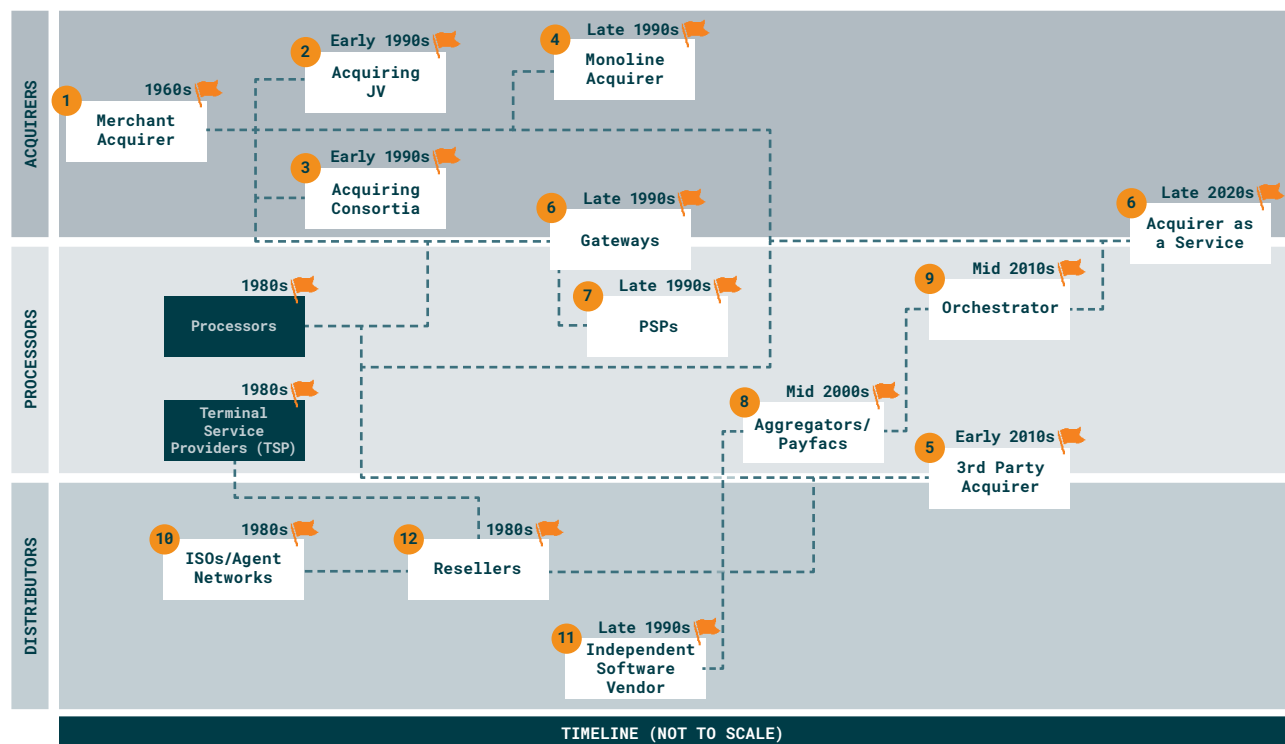 ACQUIRERS
1
1960s
Merchant
Acquirer
2
Early 1990s
Acquiring
JV
3
Early 1990s
Acquiring
Consortia
4
Late 1990s
Monoline
Acquirer
6
Late 1990s
Gateways
6
Late 2020s
Acquirer as
a Service
PROCESSORS
1980s
Processors
1980s
Terminal
Service
Providers (TSP)
7
Late 1990s
PSPs
8
Mid 2000s
Aggregators/
Payfacs
9
Mid 2010s
Orchestrator
5
Early 2010s
3rd Party
Acquirer
DISTRIBUTORS
10
1980s
ISOs/Agent
Networks
12
1980s
Resellers
11
Late 1990s
Independent
Software
Vendor
TIMELINE (NOT TO SCALE)